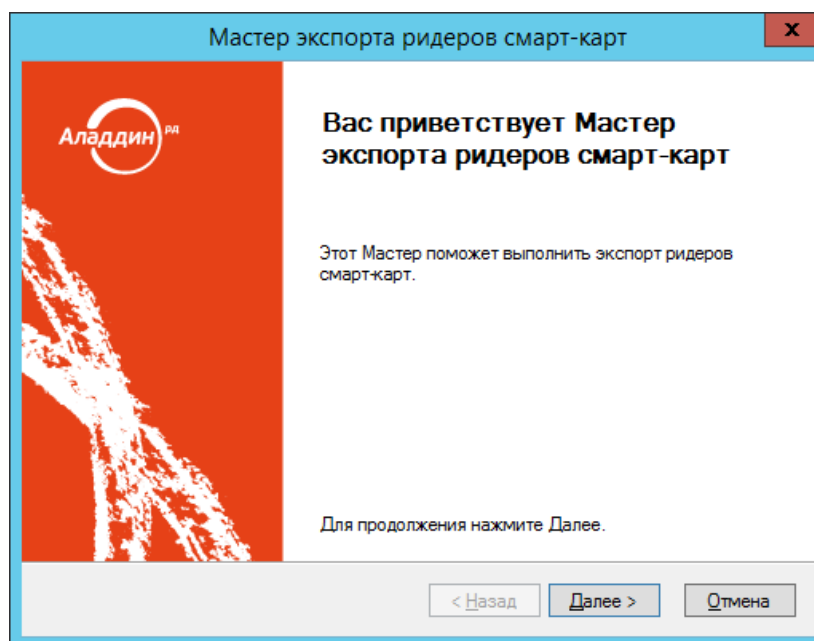 Мастер экспорта ридеров смарт-карт
x
Аладдин РД
Вас приветствует Мастер
экспорта ридеров смарт-карт
Этот Мастер поможет выполнить экспорт ридеров
смарт-карт.
Для продолжения нажмите Далее.
< Назад
Далее >
Отмена